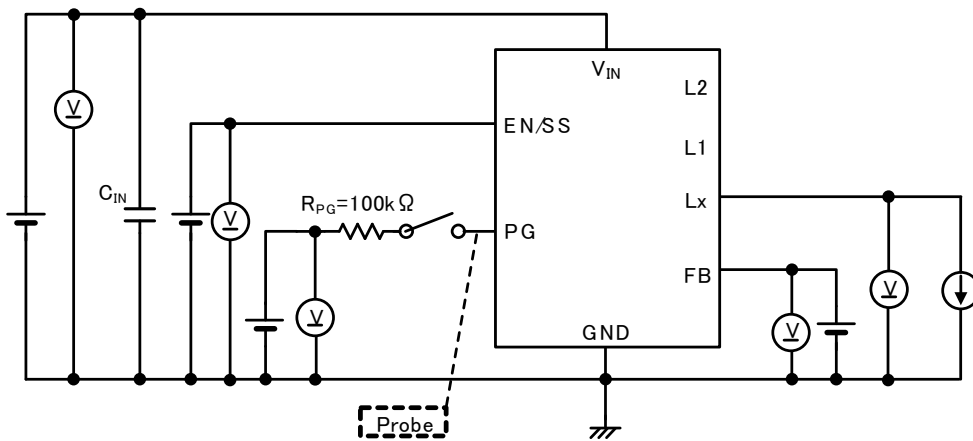 V
V
V
V
V
V
C_IN
EN/SS
V_IN
L2
L1
Lx
R_PG=100kΩ
PG
FB
GND
Probe